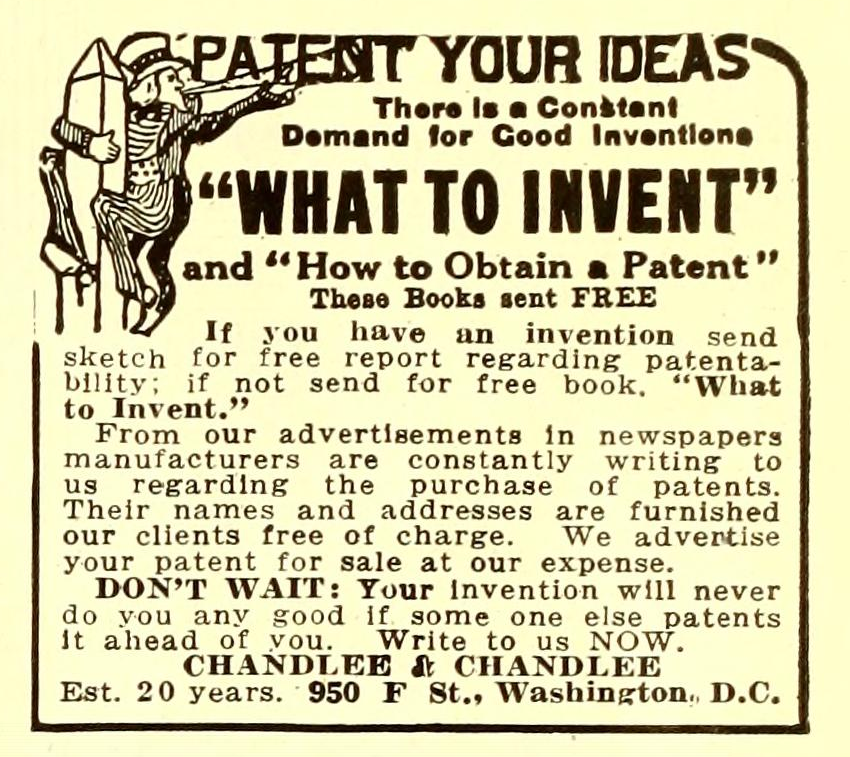 PATENT YOUR IDEAS
There is a Constant
Demand for Good Inventions
"WHAT TO INVENT"
and "How to Obtain a Patent"
These Books sent FREE
If you have an invention send
sketch for free report regarding patenta-
bility; if not send for free book. "What
to Invent."
From our advertisements in newspapers
manufacturers are constantly writing to
us regarding the purchase of patents.
Their names and addresses are furnished
our clients free of charge. We advertise
your patent for sale at our expense.
DON'T WAIT: Your invention will never
do you any good if some one else patents
it ahead of you. Write to us NOW.
CHANDLEE & CHANDLEE
Est. 20 years. 950 F St., Washington, D.C.